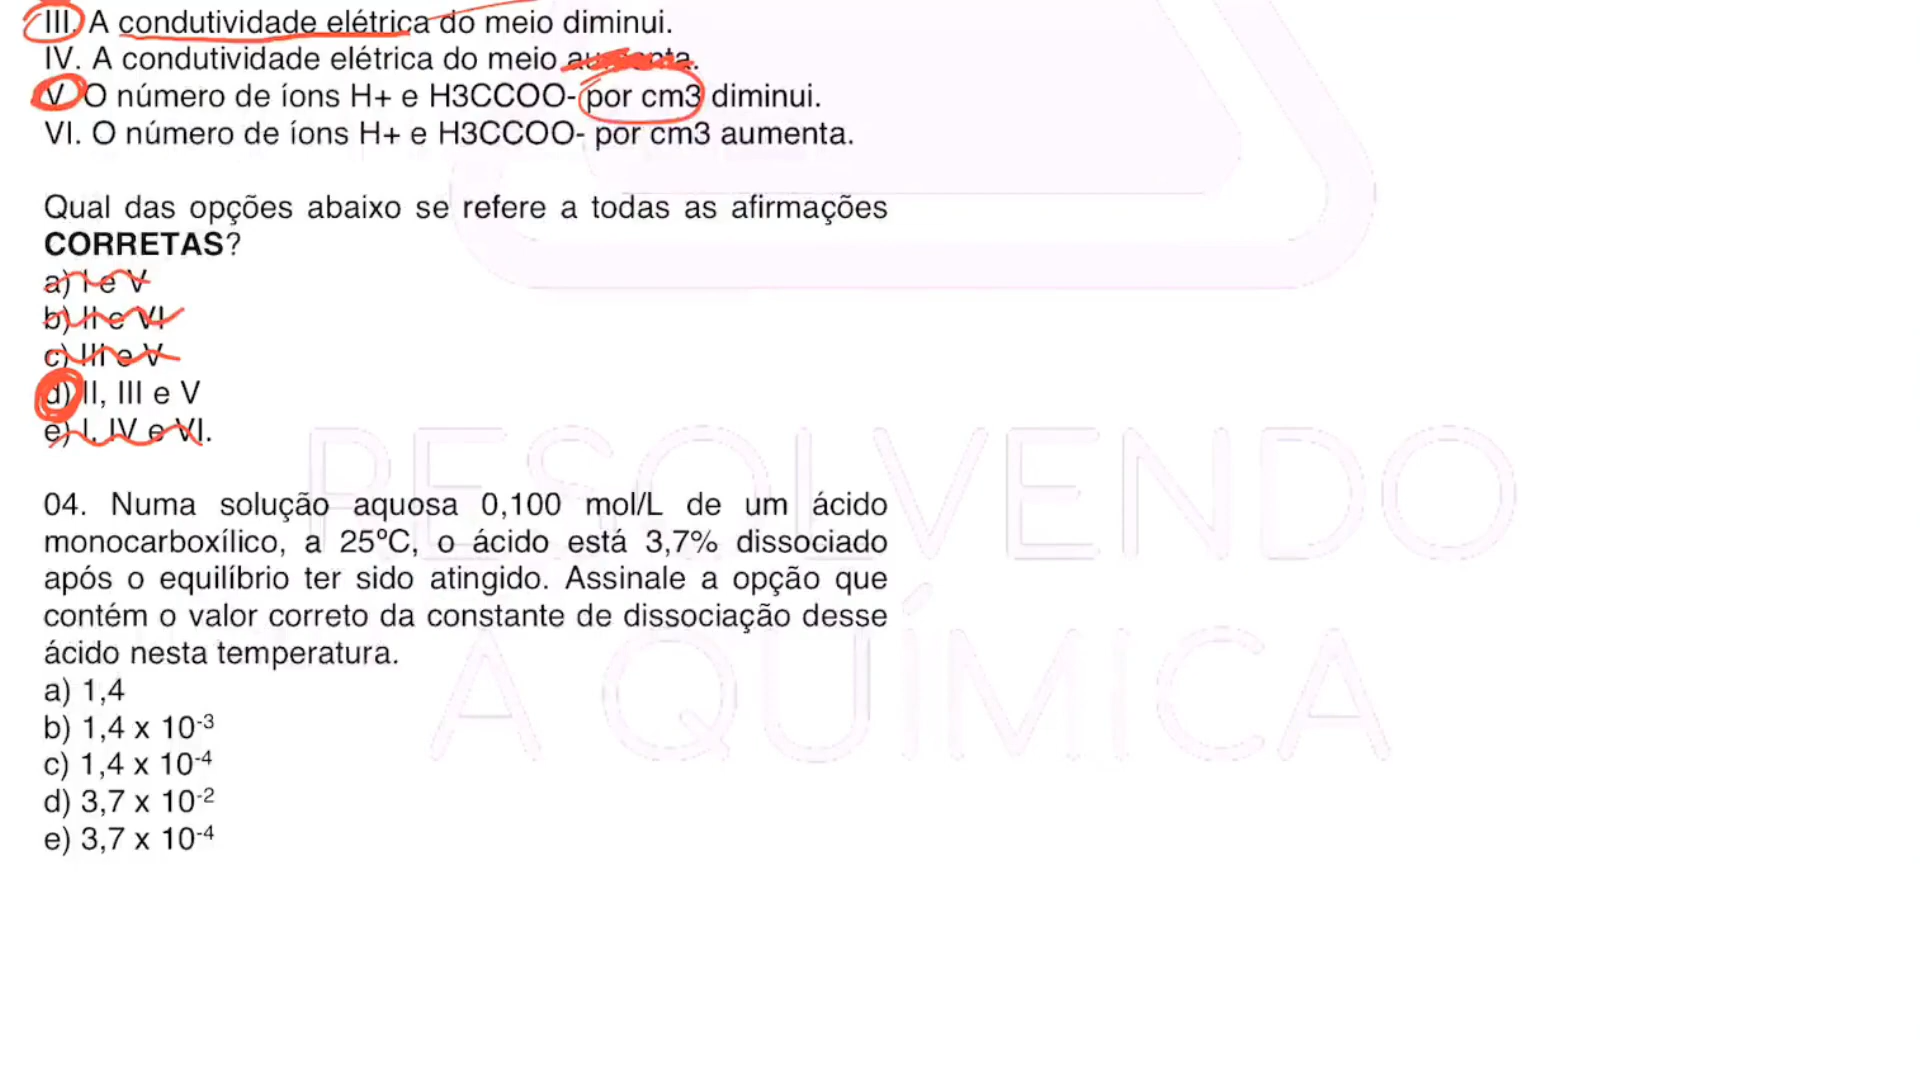 III. A condutividade elétrica do meio diminui.
IV. A condutividade elétrica do meio aumenta.
V. O número de íons H+ e H3CCOO- por cm3 diminui.
VI. O número de íons H+ e H3CCOO- por cm3 aumenta.
Qual das opções abaixo se refere a todas as afirmações
CORRETAS?
a) I e V
b) II e VI
c) III e V
d) II, III e V
e) I, IV e VI.
04. Numa solução aquosa 0,100 mol/L de um ácido
monocarboxílico, a 25ºC, o ácido está 3,7% dissociado
após o equilíbrio ter sido atingido. Assinale a opção que
contém o valor correto da constante de dissociação desse
ácido nesta temperatura.
a) 1,4
b) 1,4 x 10⁻³
c) 1,4 x 10⁻⁴
d) 3,7 x 10⁻²
e) 3,7 x 10⁻⁴
RESOLVENDO
A QUÍMICA